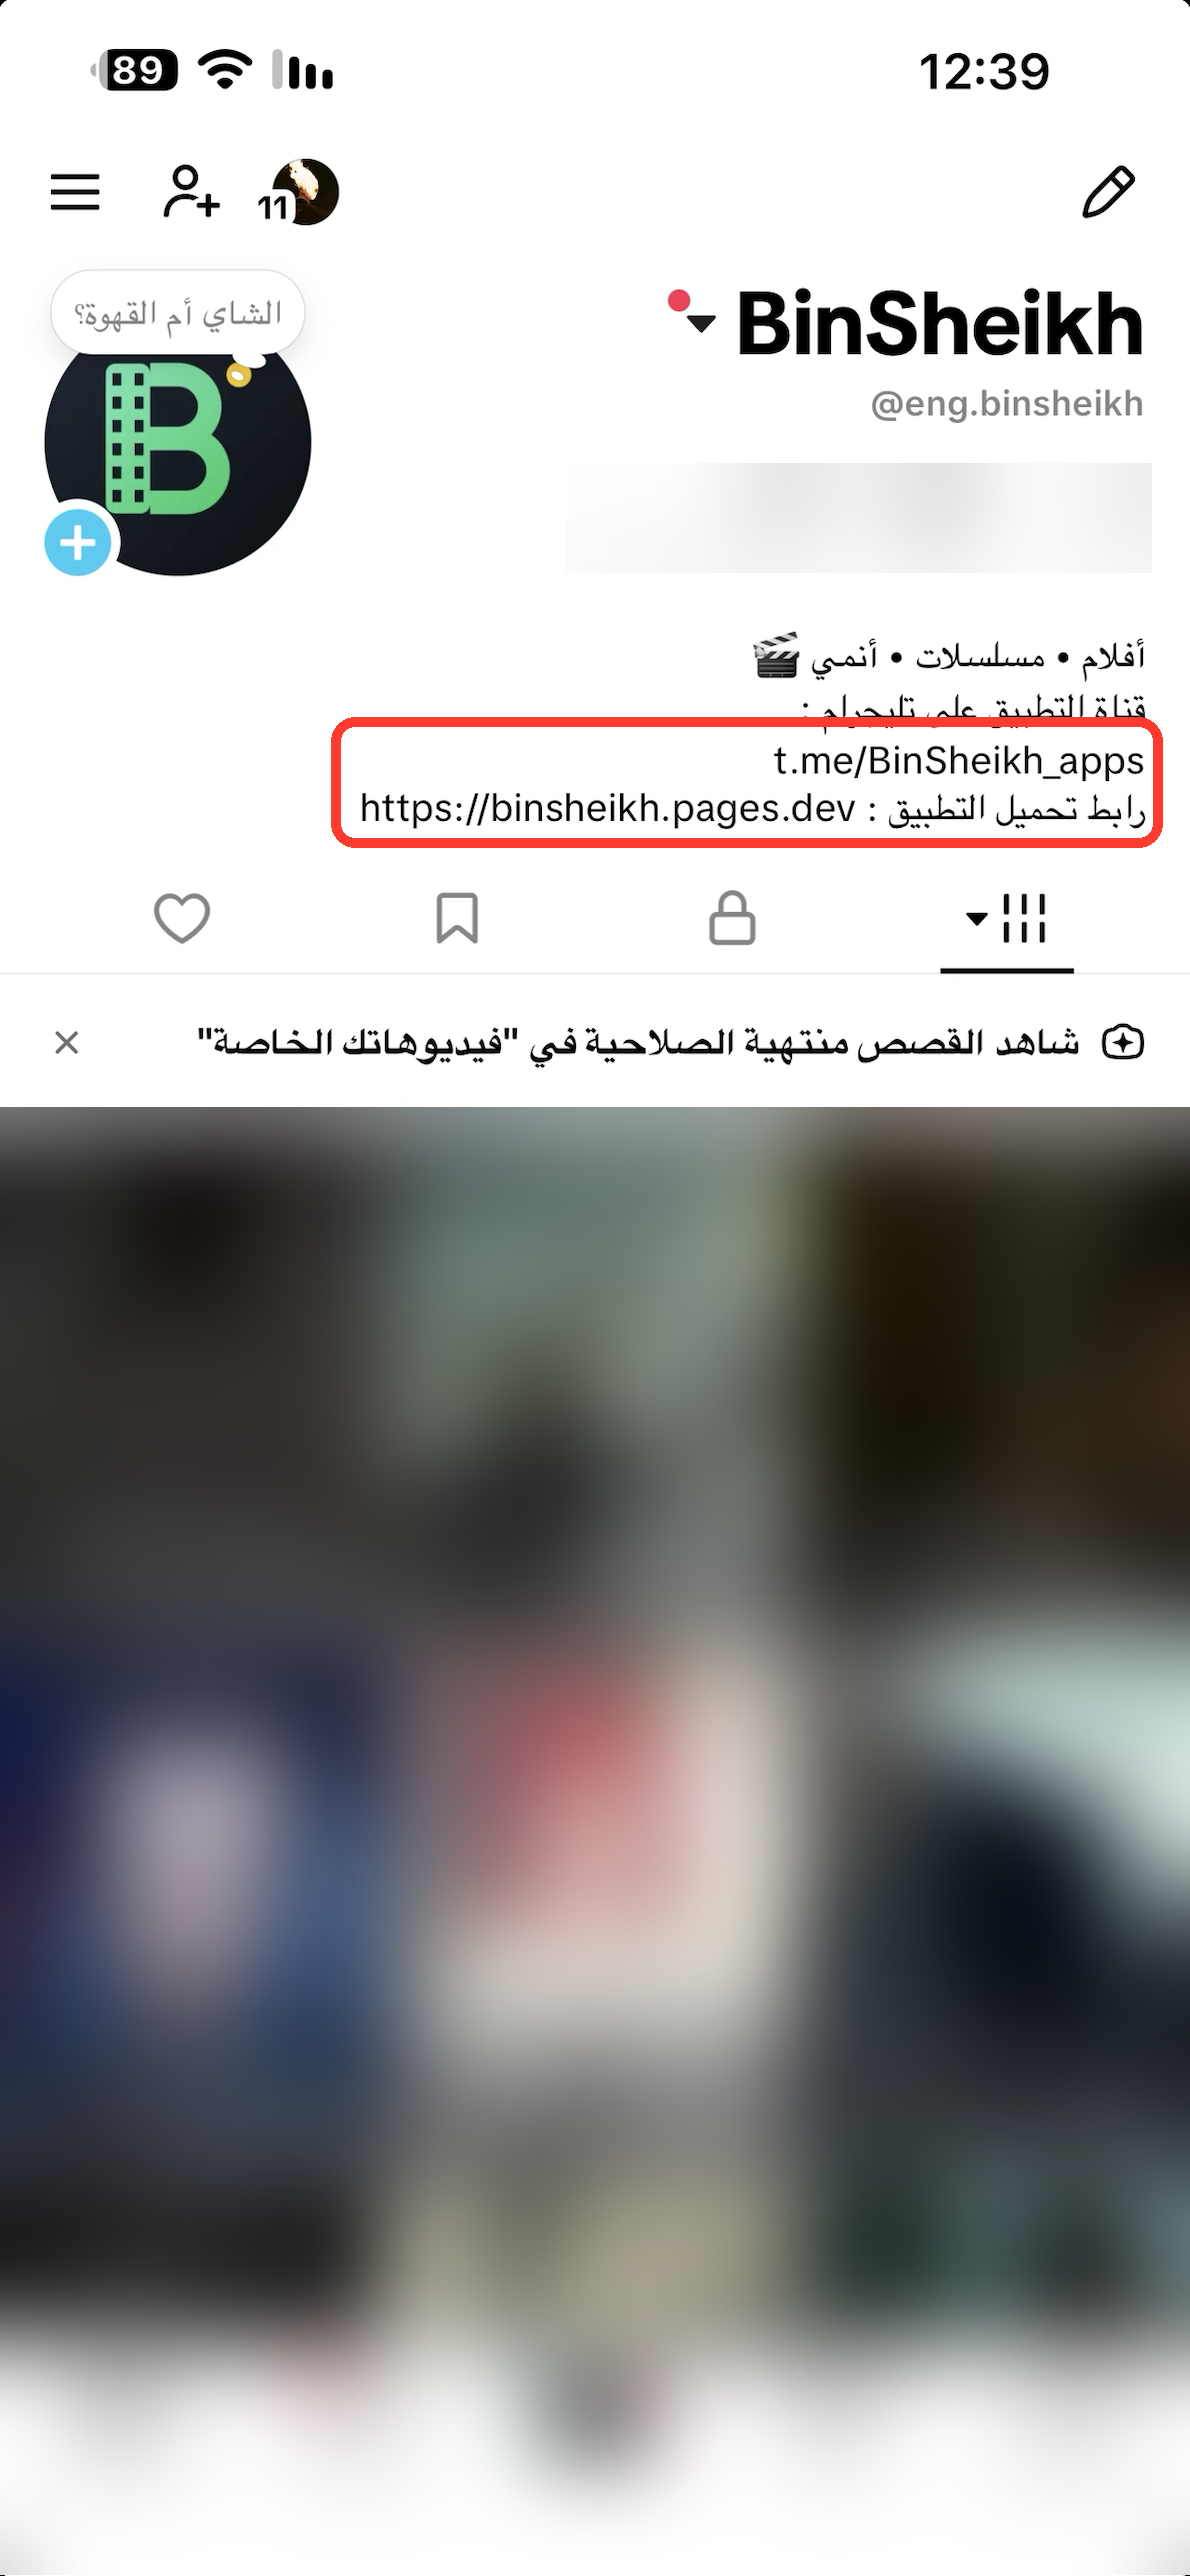 89
12:39
11
الشاي أم القهوة؟
BinSheikh
@eng.binsheikh
B
أفلام • مسلسلات • أنمي 🎬
قناة التطبيق على تليجرام :
t.me/BinSheikh_apps
رابط تحميل التطبيق : https://binsheikh.pages.dev
شاهد القصص منتهية الصلاحية في "فيديوهاتك الخاصة"